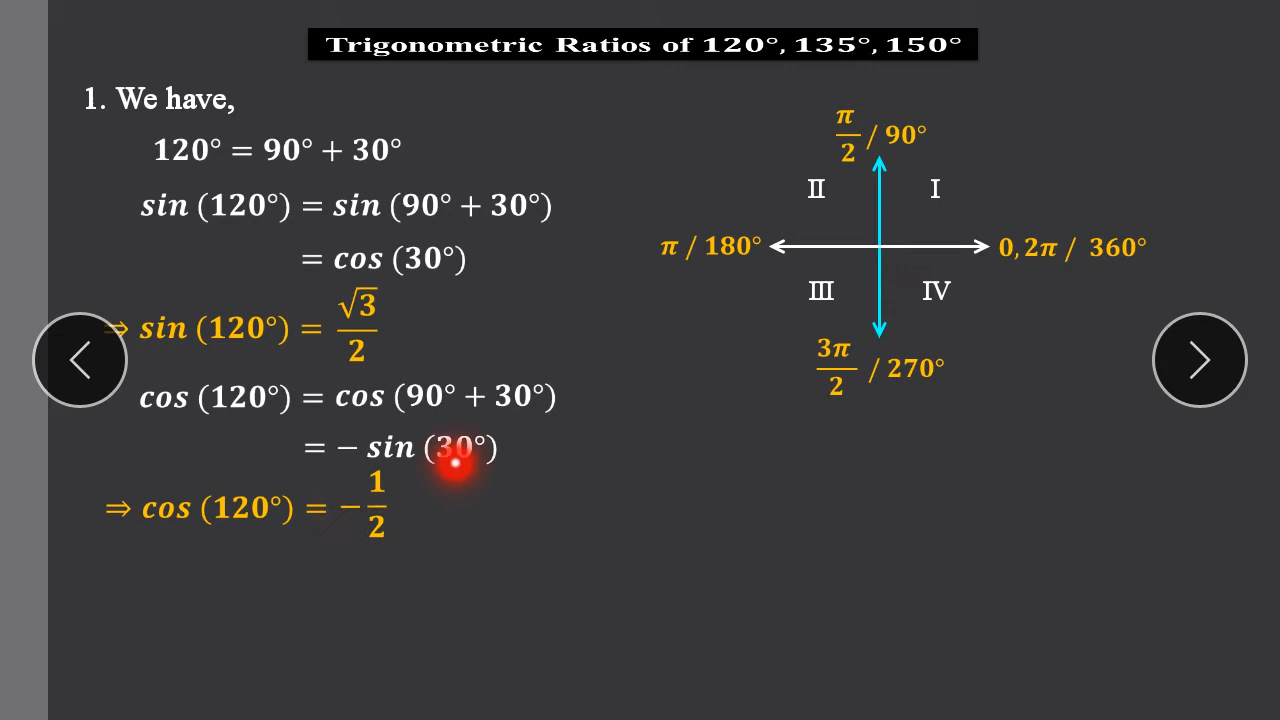 Trigonometric Ratios of 120°, 135°, 150°
1. We have,
120° = 90° + 30°
sin (120°) = sin (90° + 30°)
= cos (30°)
⇒ sin (120°) = √3/2
cos (120°) = cos (90° + 30°)
= − sin (30°)
⇒ cos (120°) = −1/2
π/2 / 90°
II I
π / 180° 0, 2π / 360°
III IV
3π/2 / 270°